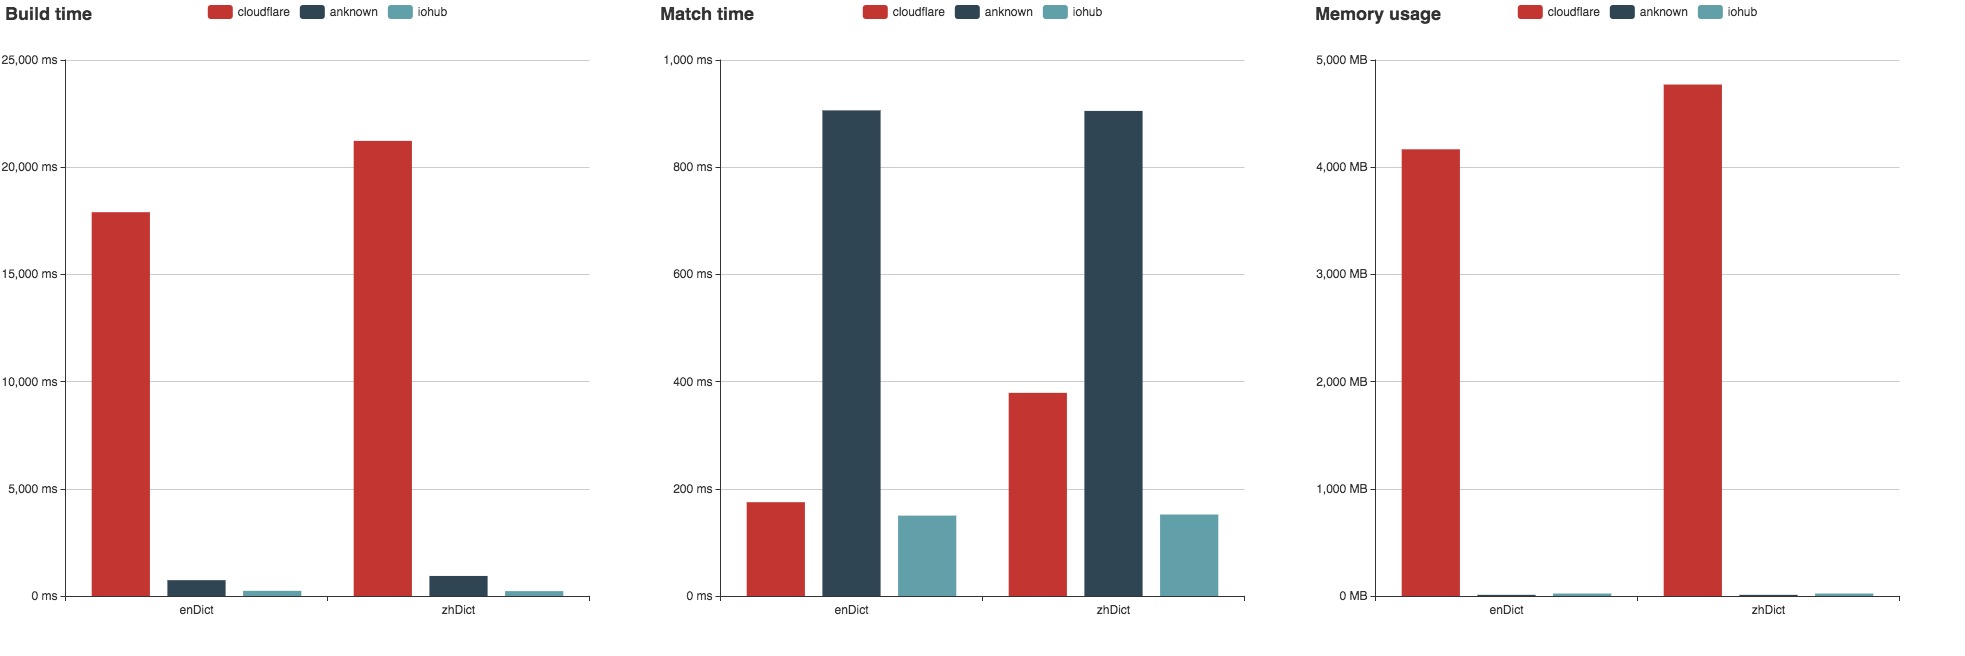 Build time
cloudflare anknown iohub
25,000 ms
20,000 ms
15,000 ms
10,000 ms
5,000 ms
0 ms
enDict zhDict
Match time
cloudflare anknown iohub
1,000 ms
800 ms
600 ms
400 ms
200 ms
0 ms
enDict zhDict
Memory usage
cloudflare anknown iohub
5,000 MB
4,000 MB
3,000 MB
2,000 MB
1,000 MB
0 MB
enDict zhDict